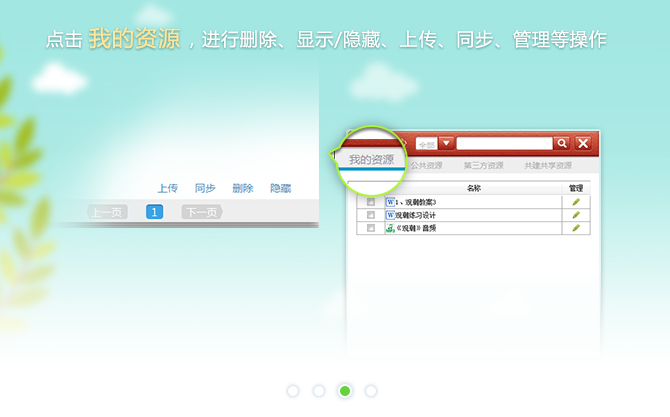 点击 我的资源 ，进行删除、显示/隐藏、上传、同步、管理等操作
全部
我的资源 公共资源 第三方资源 共建共享资源
名称 管理
1、观潮教案3
观潮练习设计
《观潮》音频
上传 同步 删除 隐藏
上一页 1 下一页